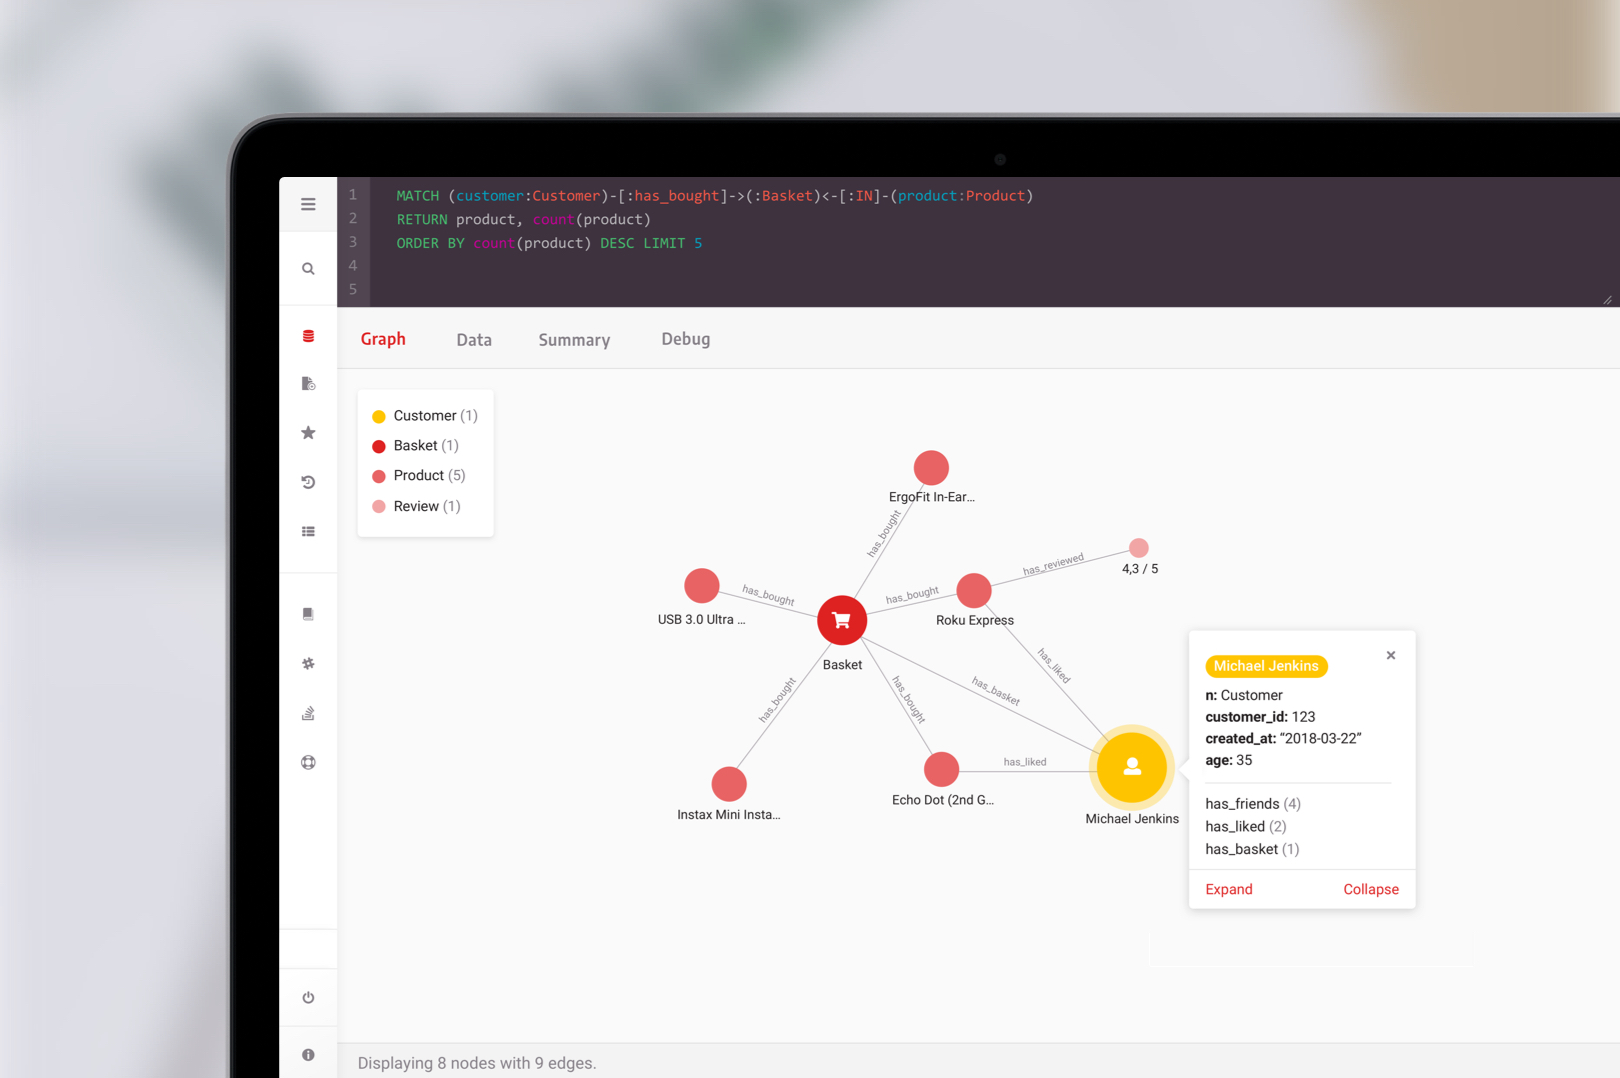 1 MATCH (customer:Customer)-[:has_bought]->(:Basket)<-[:IN]-(product:Product)
2 RETURN product, count(product)
3 ORDER BY count(product) DESC LIMIT 5
4
5
Graph Data Summary Debug
Customer (1)
Basket (1)
Product (5)
Review (1)
ErgoFit In-Ear...
has_bought
has_reviewed
4,3 / 5
has_bought
has_bought
USB 3.0 Ultra ...
Roku Express
Basket
has_liked
has_basket
has_bought
has_bought
has_liked
Instax Mini Insta...
Echo Dot (2nd G...
Michael Jenkins
Michael Jenkins
n: Customer
customer_id: 123
created_at: “2018-03-22”
age: 35
has_friends (4)
has_liked (2)
has_basket (1)
Expand Collapse
Displaying 8 nodes with 9 edges.